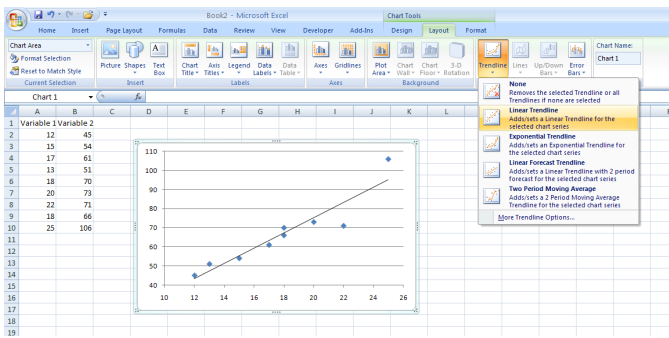 Book2 - Microsoft Excel
Chart Tools
Home Insert Page Layout Formulas Data Review View Developer Add-Ins Design Layout Format
Chart Area
Format Selection
Reset to Match Style
Current Selection
Picture Shapes Text Box
Insert
Chart Title Axis Titles Legend Data Labels Data Table
Labels
Axes Gridlines
Axes
Plot Area Chart Wall Chart Floor 3-D Rotation
Background
Trendline Lines Up/Down Bars Error Bars
Chart Name:
Chart 1
None
Removes the selected Trendline or all
Trendlines if none are selected
Linear Trendline
Adds/sets a Linear Trendline for the
selected chart series
Exponential Trendline
Adds/sets an Exponential Trendline for
the selected chart series
Linear Forecast Trendline
Adds/sets a Linear Trendline with 2 period
forecast for the selected chart series
Two Period Moving Average
Adds/sets a 2 Period Moving Average
Trendline for the selected chart series
More Trendline Options...
Chart 1 fx
A B C D E F G H I J K L
1 Variable 1 Variable 2
2 12 45
3 15 54
4 17 61
5 13 51
6 18 70
7 20 73
8 22 71
9 18 66
10 25 106
11
12
13
14
15
16
17
18
19
110
100
90
80
70
60
50
40
10 12 14 16 18 20 22 24 26